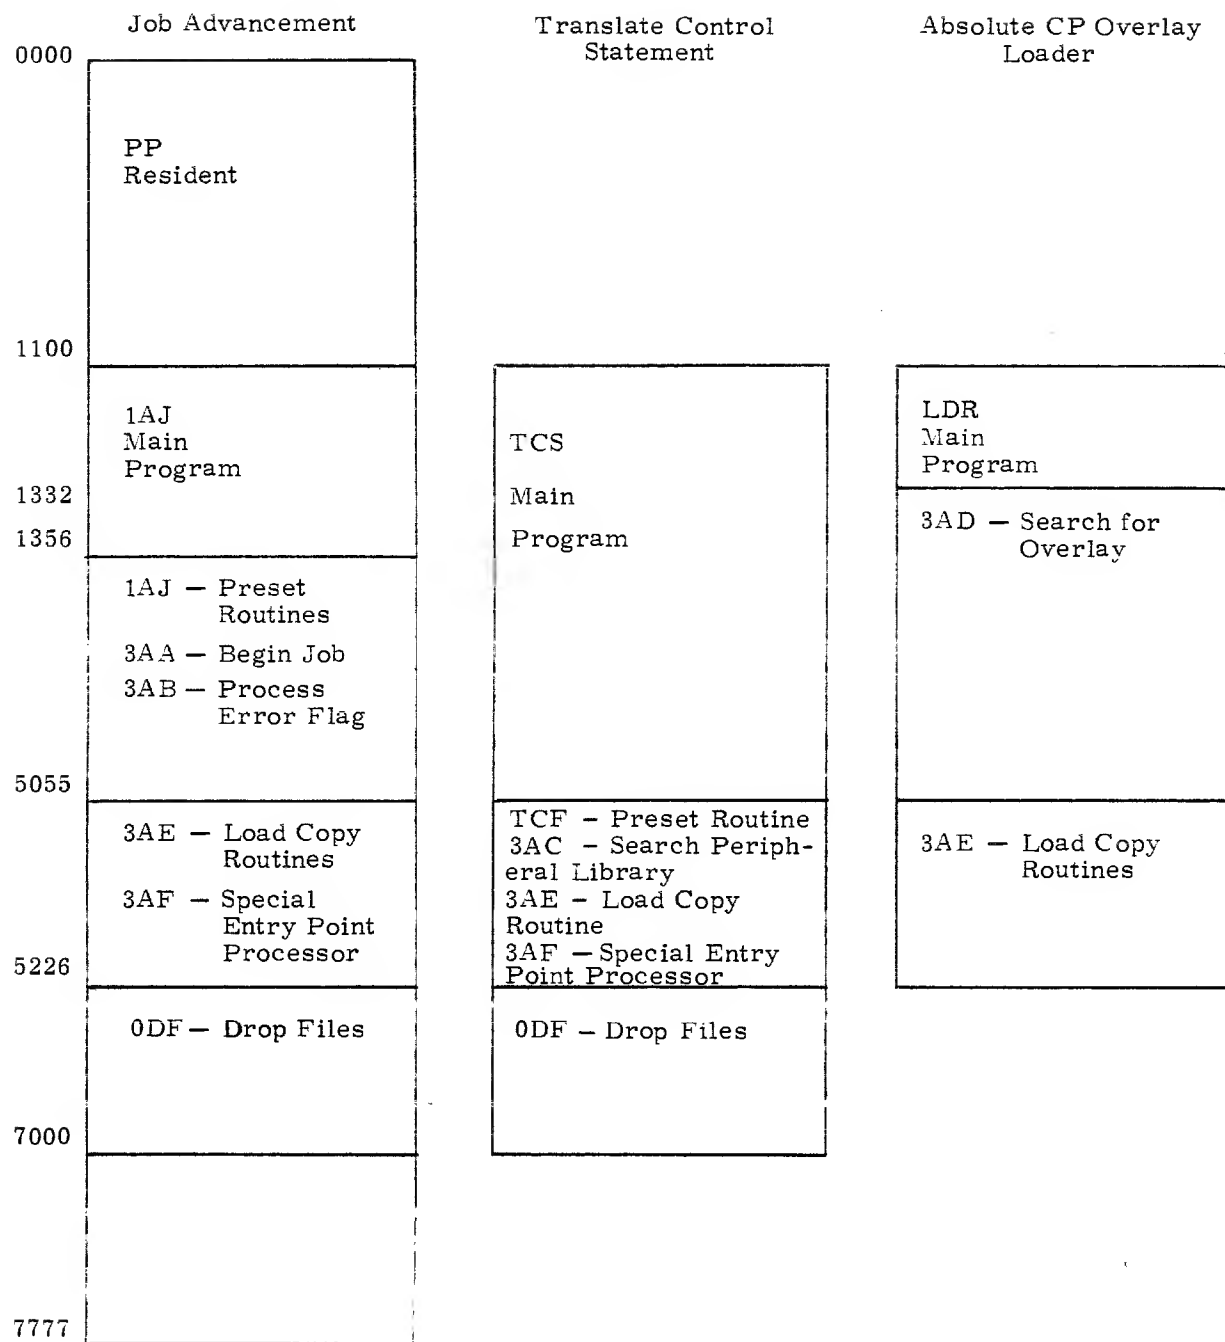 Job Advancement
Translate Control
Statement
Absolute CP Overlay
Loader
0000
PP
Resident
1100
1AJ
Main
Program
1332
1356
1AJ — Preset
Routines
3AA — Begin Job
3AB — Process
Error Flag
5055
3AE — Load Copy
Routines
3AF — Special
Entry Point
Processor
5226
0DF — Drop Files
7000
7777
TCS
Main
Program
TCF — Preset Routine
3AC — Search Periph-
eral Library
3AE — Load Copy
Routine
3AF — Special Entry
Point Processor
0DF — Drop Files
LDR
Main
Program
3AD — Search for
Overlay
3AE — Load Copy
Routines